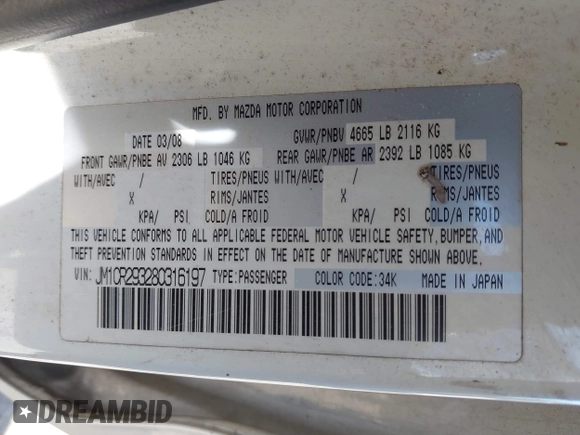 MFD. BY MAZDA MOTOR CORPORATION
DATE 03/08 GVWR/PNBV 4665 LB 2116 KG
FRONT GAWR/PNBE AV 2306 LB 1046 KG REAR GAWR/PNBE AR 2392 LB 1085 KG
WITH/AVEC / TIRES/PNEUS WITH/AVEC / TIRES/PNEUS
X RIMS/JANTES X RIMS/JANTES
KPA/ PSI COLD/A FROID KPA/ PSI COLD/A FROID
THIS VEHICLE CONFORMS TO ALL APPLICABLE FEDERAL MOTOR VEHICLE SAFETY, BUMPER, AND
THEFT PREVENTION STANDARDS IN EFFECT ON THE DATE OF MANUFACTURE SHOWN ABOVE.
VIN: JM1CR293280316197 TYPE:PASSENGER COLOR CODE:34K MADE IN JAPAN
DREAMBID